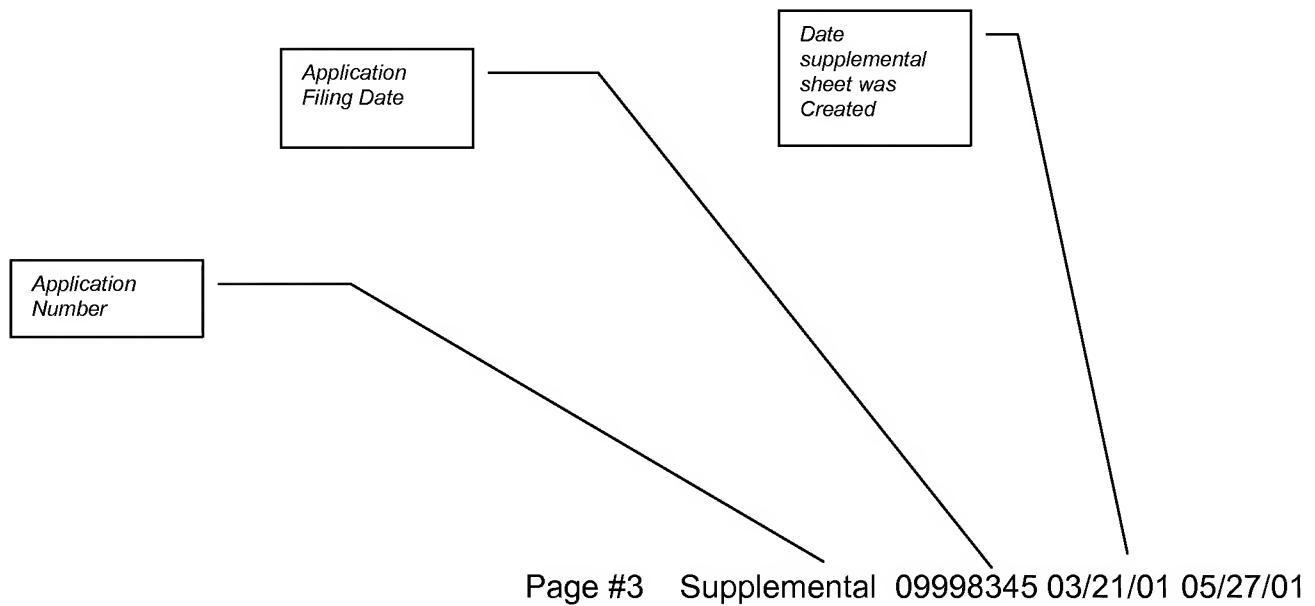 Date
supplemental
sheet was
Created
Application
Filing Date
Application
Number
Page #3 Supplemental 09998345 03/21/01 05/27/01